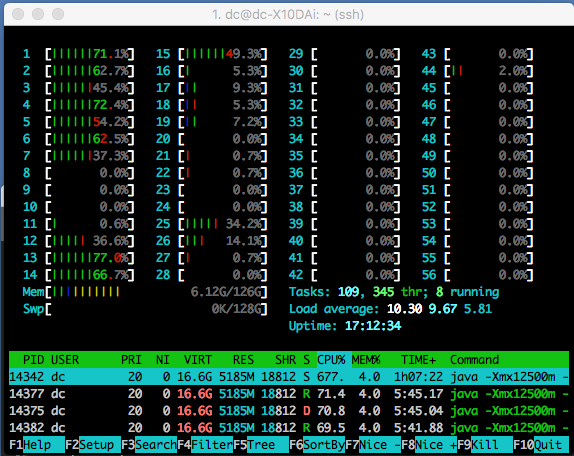 1. dc@dc-X10DAi: ~ (ssh)
1 [||||||71.1%] 15 [||||||49.3%] 29 [ 0.0%] 43 [ 0.0%]
2 [||||||62.7%] 16 [| 5.3%] 30 [ 0.0%] 44 [|| 2.0%]
3 [||||||45.4%] 17 [|| 9.3%] 31 [ 0.0%] 45 [ 0.0%]
4 [||||||72.4%] 18 [|| 5.3%] 32 [ 0.0%] 46 [ 0.0%]
5 [||||||54.2%] 19 [|| 7.2%] 33 [ 0.0%] 47 [ 0.0%]
6 [||||||62.5%] 20 [ 0.0%] 34 [ 0.0%] 48 [ 0.0%]
7 [||||||37.3%] 21 [| 0.7%] 35 [ 0.0%] 49 [ 0.0%]
8 [ 0.0%] 22 [| 0.7%] 36 [ 0.0%] 50 [ 0.0%]
9 [ 0.0%] 23 [ 0.0%] 37 [ 0.0%] 51 [ 0.0%]
10 [ 0.0%] 24 [ 0.0%] 38 [ 0.0%] 52 [ 0.0%]
11 [| 0.6%] 25 [||||||34.2%] 39 [ 0.0%] 53 [ 0.0%]
12 [||||| 36.6%] 26 [||| 14.1%] 40 [ 0.0%] 54 [ 0.0%]
13 [||||||77.0%] 27 [| 0.7%] 41 [ 0.0%] 55 [ 0.0%]
14 [||||||66.7%] 28 [ 0.0%] 42 [ 0.0%] 56 [ 0.0%]
Mem[||||||||||| 6.12G/126G] Tasks: 109, 345 thr; 8 running
Swp[ 0K/128G] Load average: 10.30 9.67 5.81
Uptime: 17:12:34
PID USER PRI NI VIRT RES SHR S CPU% MEM% TIME+ Command
14342 dc 20 0 16.6G 5185M 18812 S 677. 4.0 1h07:22 java -Xmx12500m -
14377 dc 20 0 16.6G 5185M 18812 R 71.4 4.0 5:45.17 java -Xmx12500m -
14375 dc 20 0 16.6G 5185M 18812 D 70.8 4.0 5:45.04 java -Xmx12500m -
14382 dc 20 0 16.6G 5185M 18812 R 69.5 4.0 5:41.88 java -Xmx12500m -
F1Help F2Setup F3SearchF4FilterF5Tree F6SortByF7Nice -F8Nice +F9Kill F10Quit